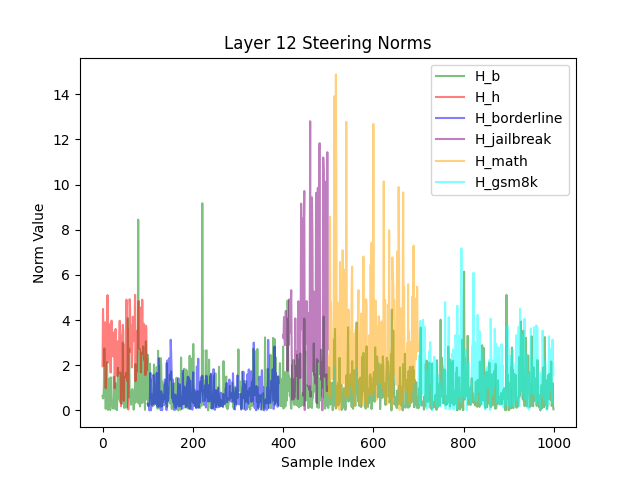 Layer 12 Steering Norms
Norm Value
14
12
10
8
6
4
2
0
H_b
H_h
H_borderline
H_jailbreak
H_math
H_gsm8k
0 200 400 600 800 1000
Sample Index